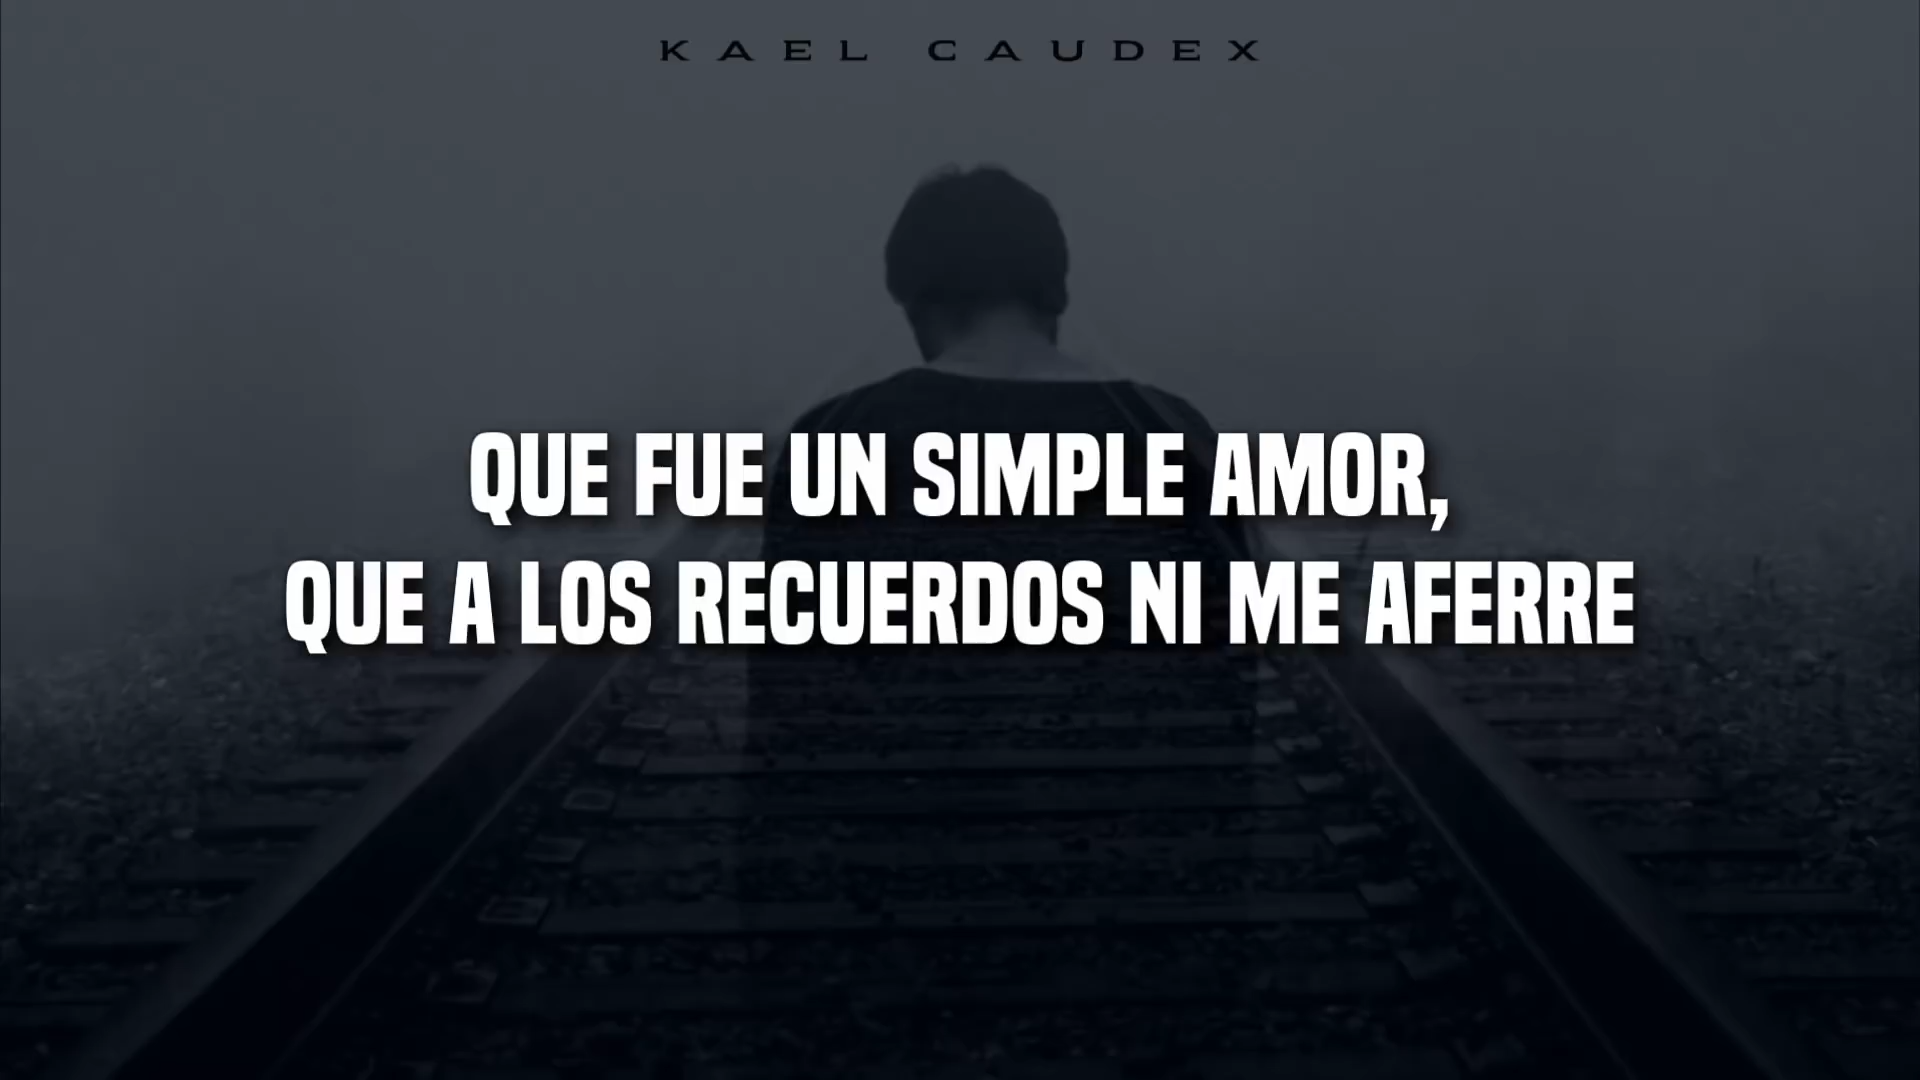 KAEL CAUDEX
QUE FUE UN SIMPLE AMOR,
QUE A LOS RECUERDOS NI ME AFERRE